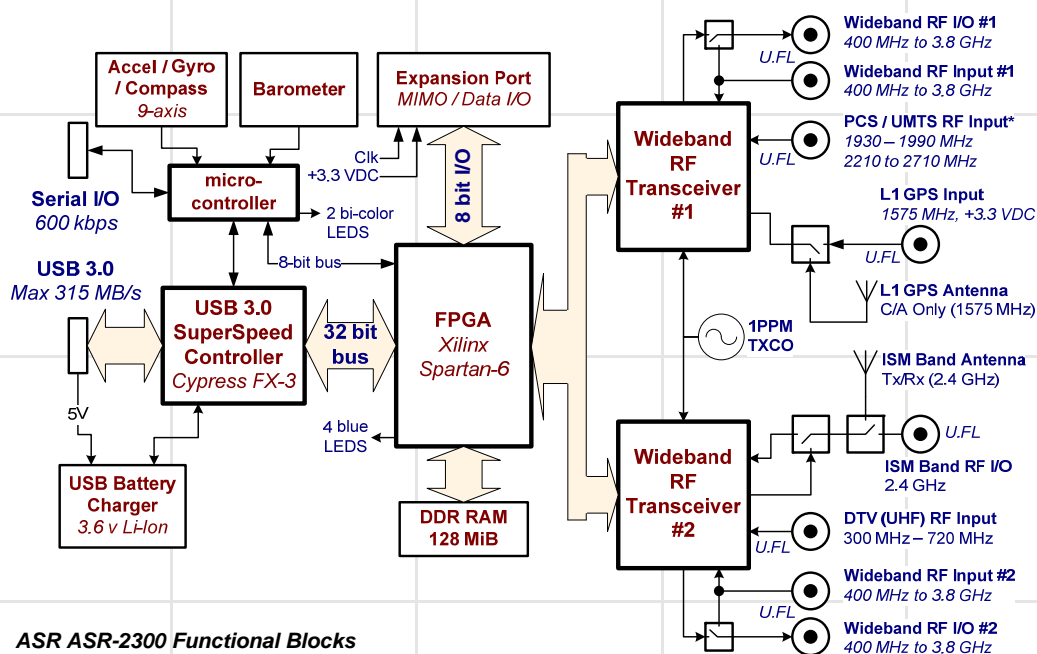 Accel / Gyro
/ Compass
9-axis
Barometer
Expansion Port
MIMO / Data I/O
Clk
+3.3 VDC
8 bit I/O
Serial I/O
600 kbps
micro-
controller
2 bi-color
LEDS
8-bit bus
USB 3.0
Max 315 MB/s
USB 3.0
SuperSpeed
Controller
Cypress FX-3
32 bit
bus
FPGA
Xilinx
Spartan-6
5V
4 blue
LEDS
USB Battery
Charger
3.6 v Li-Ion
DDR RAM
128 MiB
Wideband
RF
Transceiver
#1
1PPM
TXCO
Wideband
RF
Transceiver
#2
Wideband RF I/O #1
400 MHz to 3.8 GHz
U.FL
Wideband RF Input #1
400 MHz to 3.8 GHz
PCS / UMTS RF Input*
1930 – 1990 MHz
2210 to 2710 MHz
U.FL
L1 GPS Input
1575 MHz, +3.3 VDC
U.FL
L1 GPS Antenna
C/A Only (1575 MHz)
ISM Band Antenna
Tx/Rx (2.4 GHz)
U.FL
ISM Band RF I/O
2.4 GHz
DTV (UHF) RF Input
300 MHz – 720 MHz
U.FL
Wideband RF Input #2
400 MHz to 3.8 GHz
U.FL
Wideband RF I/O #2
400 MHz to 3.8 GHz
ASR ASR-2300 Functional Blocks